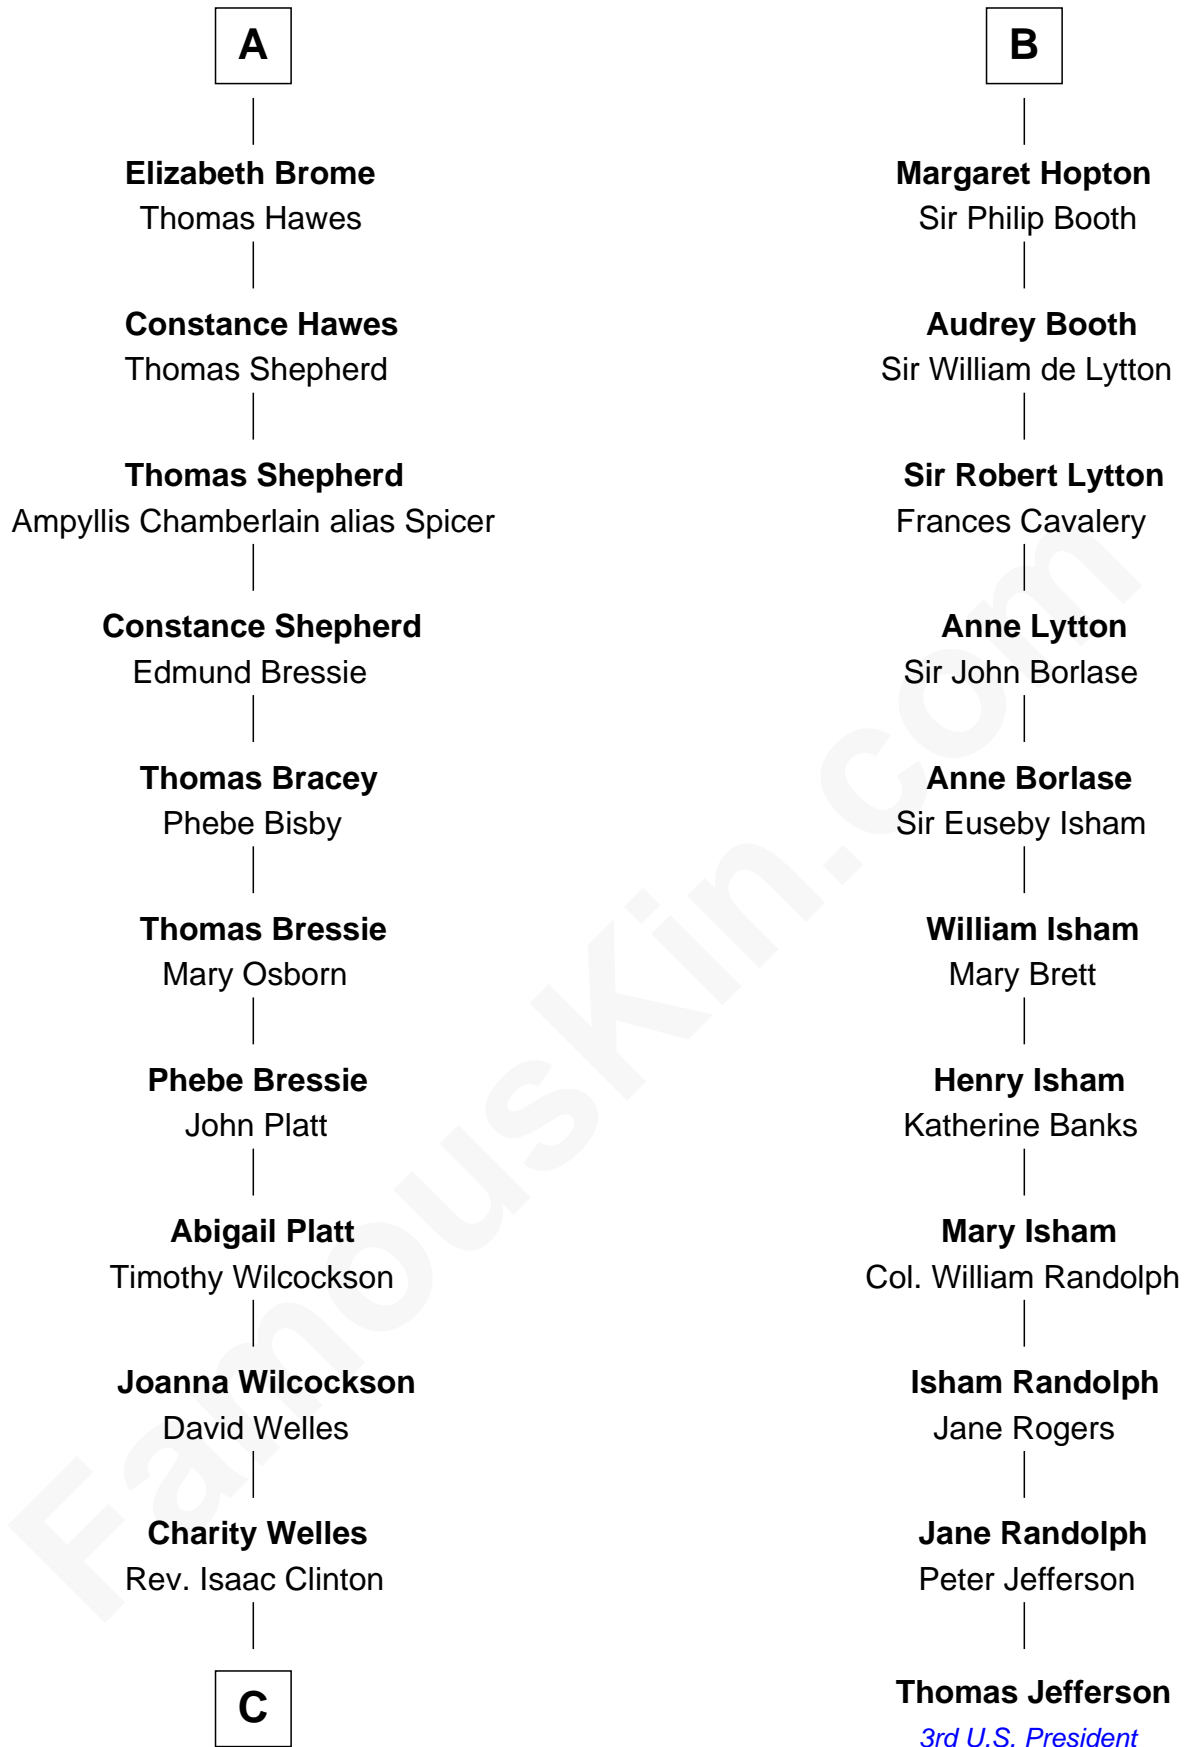 A
Elizabeth Brome
Thomas Hawes
Constance Hawes
Thomas Shepherd
Thomas Shepherd
Ampyllis Chamberlain alias Spicer
Constance Shepherd
Edmund Bressie
Thomas Bracey
Phebe Bisby
Thomas Bressie
Mary Osborn
Phebe Bressie
John Platt
Abigail Platt
Timothy Wilcockson
Joanna Wilcockson
David Welles
Charity Welles
Rev. Isaac Clinton
C
B
Margaret Hopton
Sir Philip Booth
Audrey Booth
Sir William de Lytton
Sir Robert Lytton
Frances Cavalery
Anne Lytton
Sir John Borlase
Anne Borlase
Sir Euseby Isham
William Isham
Mary Brett
Henry Isham
Katherine Banks
Mary Isham
Col. William Randolph
Isham Randolph
Jane Rogers
Jane Randolph
Peter Jefferson
Thomas Jefferson
3rd U.S. President
FamousKin.com